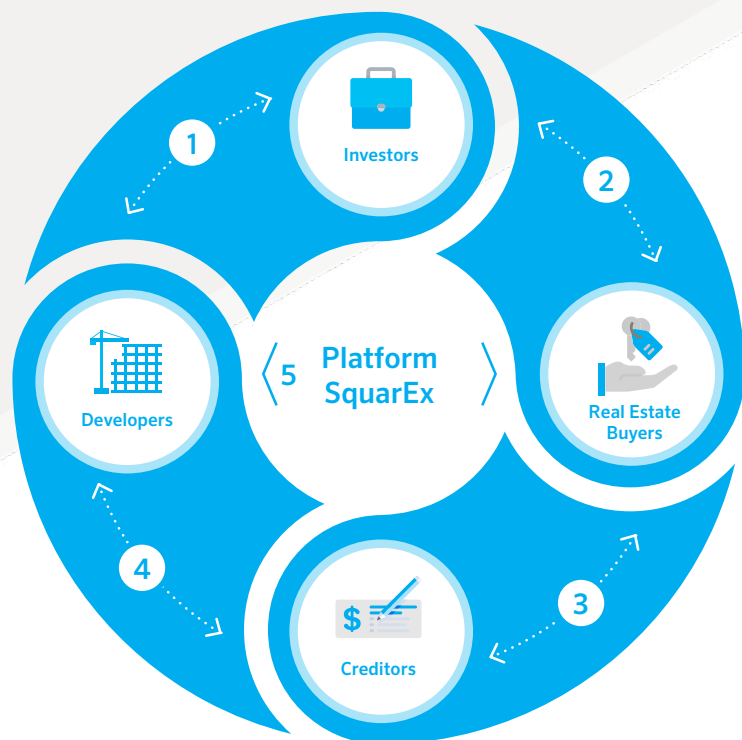 Investors
1
2
5
Platform
SquarEx
Developers
Real Estate
Buyers
4
3
$
Creditors